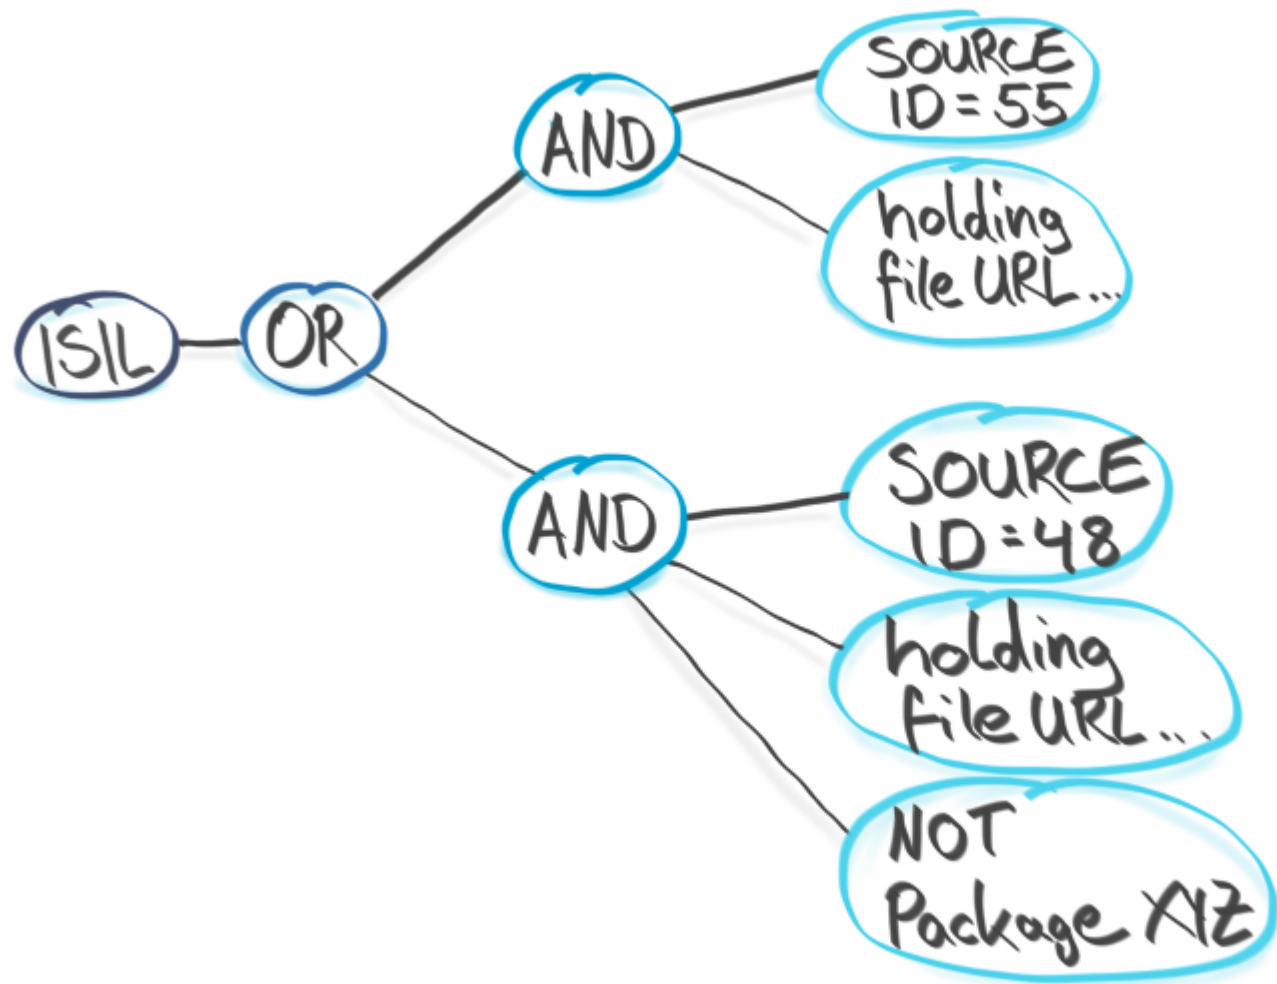 ISIL
OR
AND
SOURCE
ID = 55
holding
file URL...
AND
SOURCE
ID = 48
holding
file URL...
NOT
Package XYZ